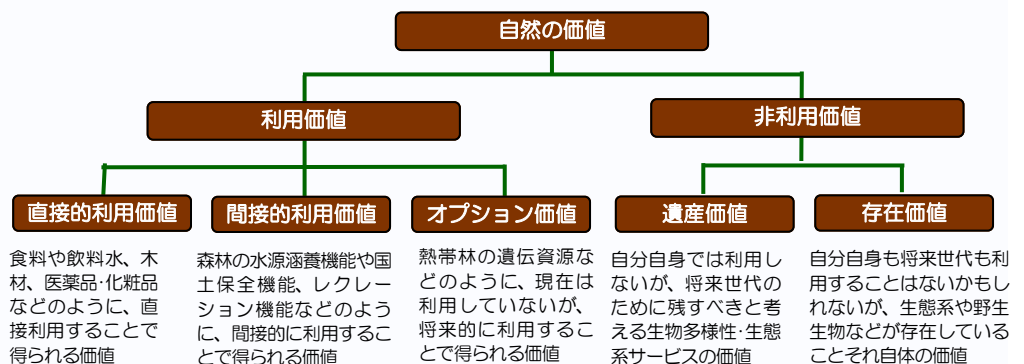 自然の価値
利用価値
非利用価値
直接的利用価値
間接的利用価値
オプション価値
遺産価値
存在価値
食料や飲料水、木
材、医薬品･化粧品
などのように、直
接利用することで
得られる価値
森林の水源涵養機能や国
土保全機能、レクレー
ション機能などのよう
に、間接的に利用するこ
とで得られる価値
熱帯林の遺伝資源な
どのように、現在は
利用していないが、
将来的に利用するこ
とで得られる価値
自分自身では利用し
ないが、将来世代の
ために残すべきと考
える生物多様性･生態
系サービスの価値
自分自身も将来世代も利
用することはないかもし
れないが、生態系や野生
生物などが存在している
ことそれ自体の価値